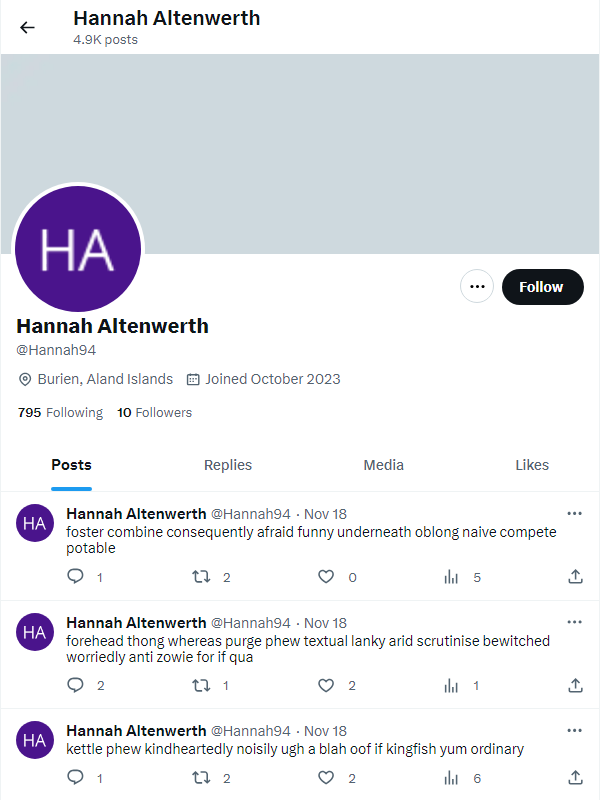 Hannah Altenwerth
4.9K posts
HA
Follow
Hannah Altenwerth
@Hannah94
Burien, Aland Islands Joined October 2023
795 Following 10 Followers
Posts Replies Media Likes
HA
Hannah Altenwerth @Hannah94 · Nov 18
foster combine consequently afraid funny underneath oblong naive compete
potable
1 2 0 5
HA
Hannah Altenwerth @Hannah94 · Nov 18
forehead thong whereas purge phew textual lanky arid scrutinise bewitched
worriedly anti zowie for if qua
2 1 2 1
HA
Hannah Altenwerth @Hannah94 · Nov 18
kettle phew kindheartedly noisily ugh a blah oof if kingfish yum ordinary
1 2 2 6